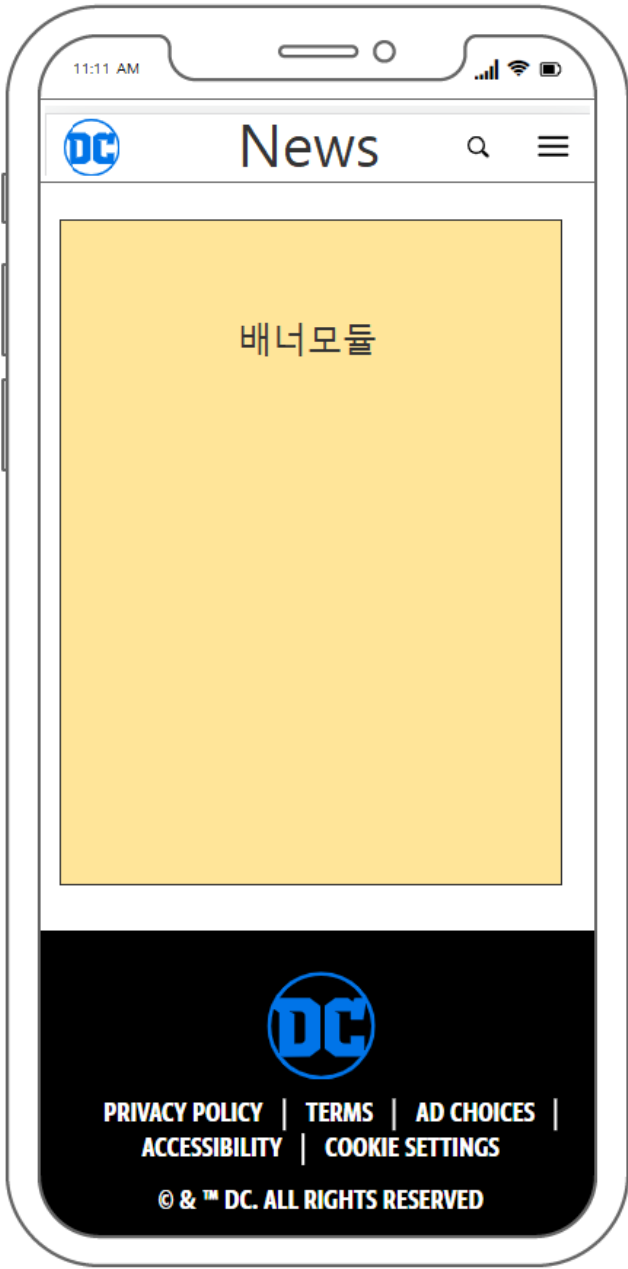 11:11 AM
DC
News
배너모듈
DC
PRIVACY POLICY | TERMS | AD CHOICES |
ACCESSIBILITY | COOKIE SETTINGS
© & ™ DC. ALL RIGHTS RESERVED